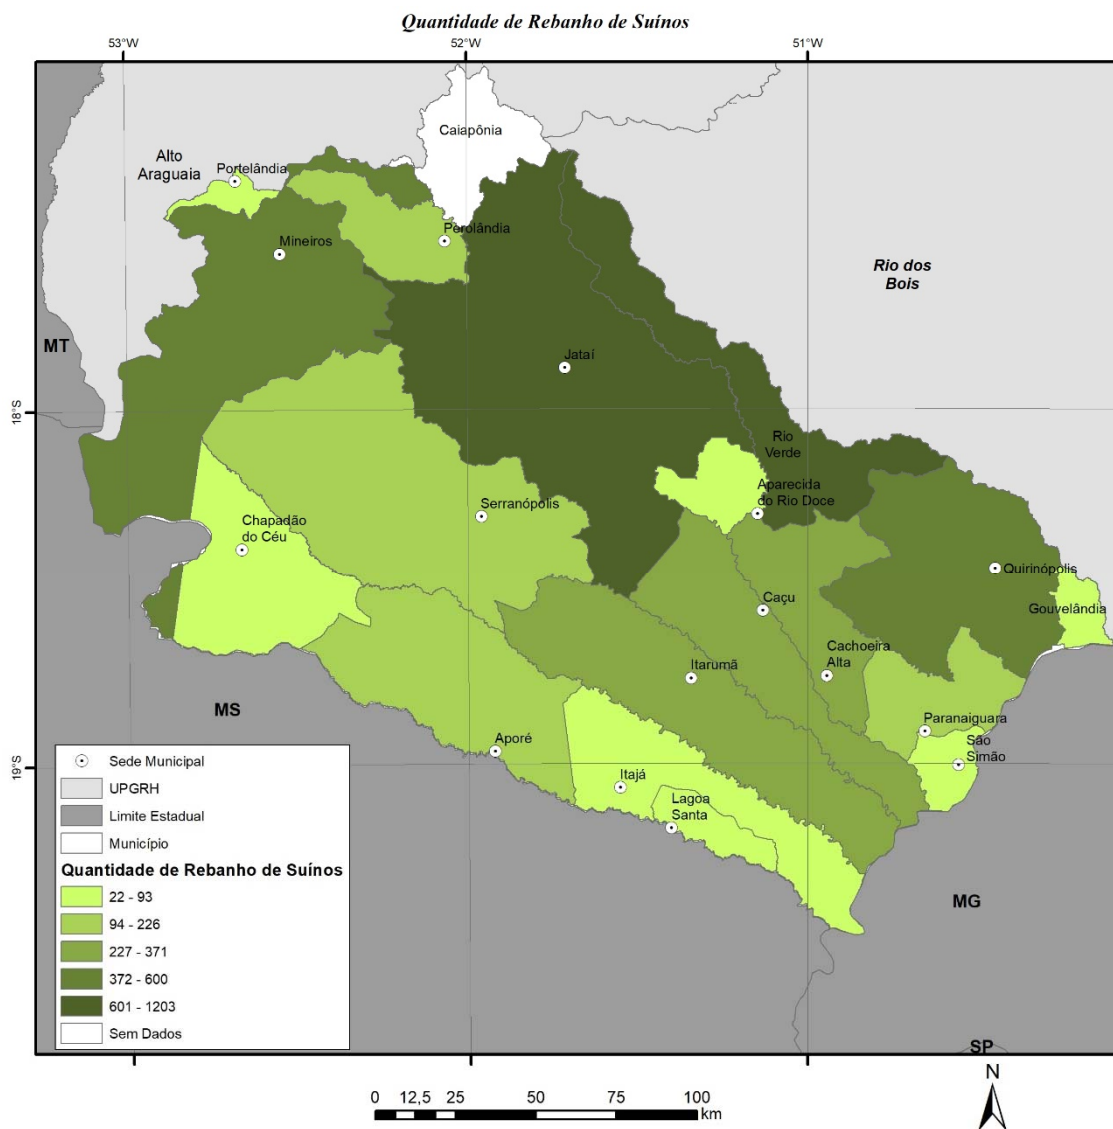 Quantidade de Rebanho de Suínos
53°W
52°W
51°W
Caiapônia
Alto
Araguaia
Portelândia
Perolândia
Mineiros
Rio dos
Bois
MT
Jataí
18°S
Rio
Verde
Aparecida
do Rio Doce
Serranópolis
Chapadão
do Céu
Quirinópolis
Caçu
Gouvelândia
Cachoeira
Alta
Itarumã
MS
Paranaiguara
São
Simão
Aporé
19°S
Itajá
Lagoa
Santa
MG
SP
Sede Municipal
UPGRH
Limite Estadual
Município
Quantidade de Rebanho de Suínos
22 - 93
94 - 226
227 - 371
372 - 600
601 - 1203
Sem Dados
N
0 12,5 25 50 75 100
km